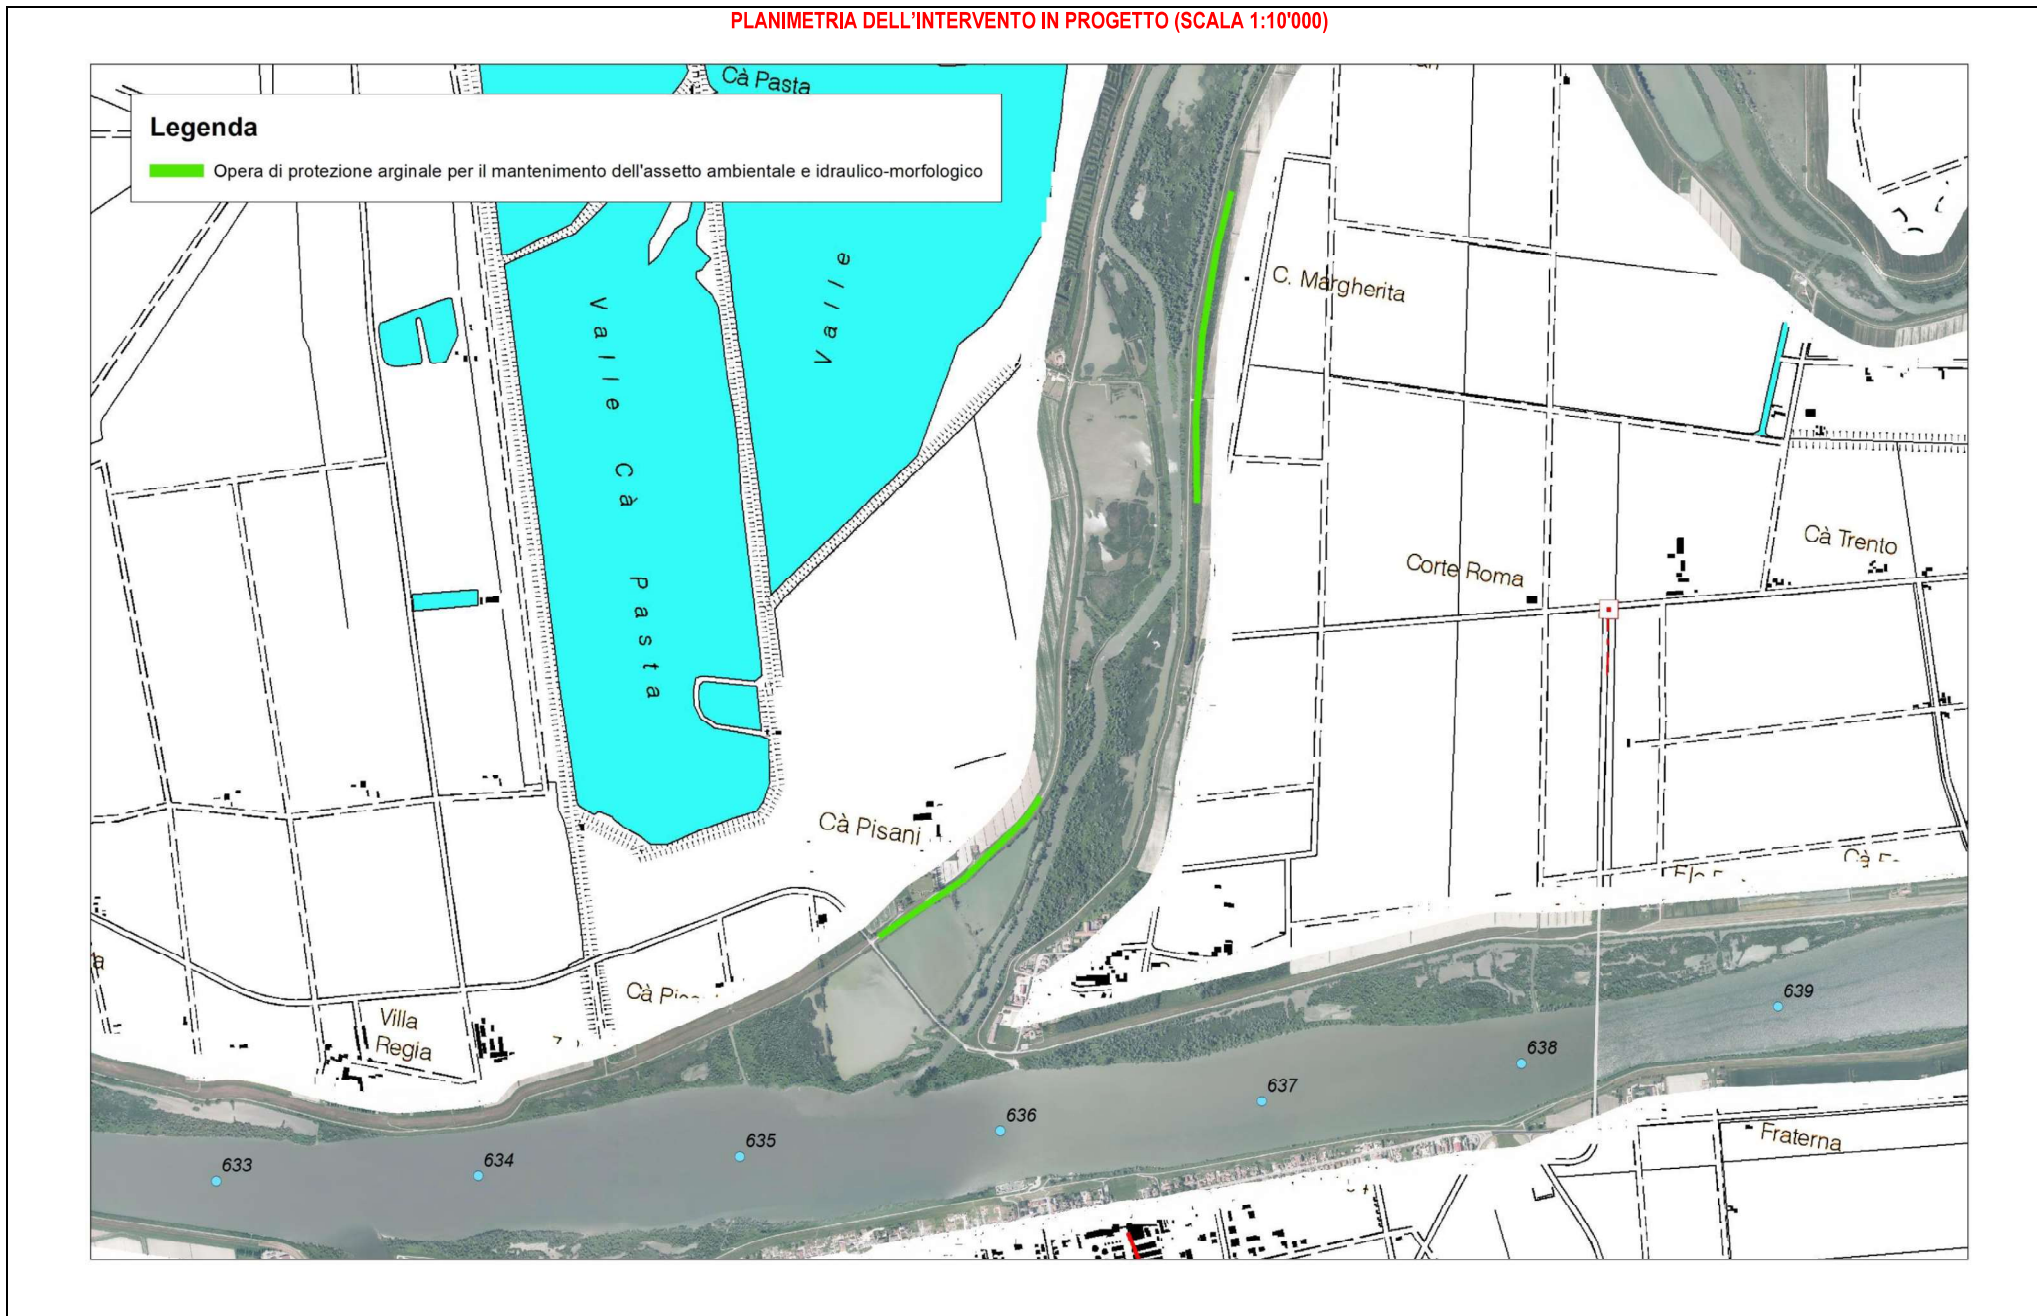 PLANIMETRIA DELL'INTERVENTO IN PROGETTO (SCALA 1:10'000)
Cà Pasta
Legenda
Opera di protezione arginale per il mantenimento dell'assetto ambientale e idraulico-morfologico
Valle
Valle Cà Pasta
C. Margherita
Cà Trento
Corte Roma
Cà Pisani
Villa
Regia
633
634
635
636
637
638
639
Fraterna